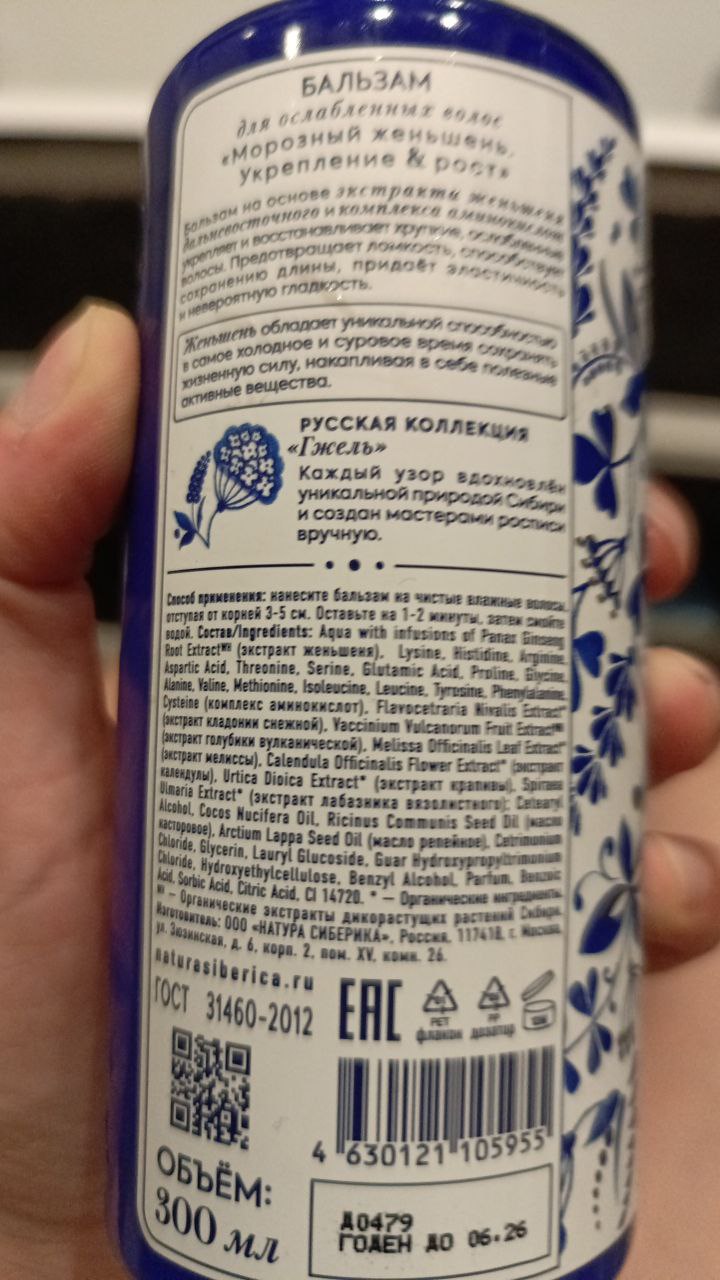 БАЛЬЗАМ
для ослабленных волос
«Морозный женьшень.
Укрепление & рост»
Бальзам на основе экстракта женьшеня
дальневосточного и комплекса аминокислот
укрепляет и восстанавливает хрупкие, ослабленные
волосы. Предотвращает ломкость, способствует
сохранению длины, придаёт эластичность
и невероятную гладкость.
Женьшень обладает уникальной способностью
в самое холодное и суровое время сохранять
жизненную силу, накапливая в себе полезные
активные вещества.
РУССКАЯ КОЛЛЕКЦИЯ
«Гжель»
Каждый узор вдохновлён
уникальной природой Сибири
и создан мастерами росписи
вручную.
Способ применения: нанесите бальзам на чистые влажные волосы,
отступая от корней 3-5 см. Оставьте на 1-2 минуты, затем смойте
водой. Состав/Ingredients: Aqua with infusions of Panax Ginseng
Root Extract (экстракт женьшеня), Lysine, Histidine, Arginine,
Aspartic Acid, Threonine, Serine, Glutamic Acid, Proline, Glycine,
Alanine, Valine, Methionine, Isoleucine, Leucine, Tyrosine, Phenylalanine,
Cysteine (комплекс аминокислот), Flavocetraria Nivalis Extract
(экстракт кладонии снежной), Vaccinium Vulcanorum Fruit Extract
(экстракт голубики вулканической), Melissa Officinalis Leaf Extract*
(экстракт мелиссы), Calendula Officinalis Flower Extract* (экстракт
календулы), Urtica Dioica Extract* (экстракт крапивы), Spiraea
Ulmaria Extract* (экстракт лабазника вязолистного); Cetearyl
Alcohol, Cocos Nucifera Oil, Ricinus Communis Seed Oil (масло
касторовое), Arctium Lappa Seed Oil (масло репейное), Cetrimonium
Chloride, Glycerin, Lauryl Glucoside, Guar Hydroxypropyltrimonium
Chloride, Hydroxyethylcellulose, Benzyl Alcohol, Parfum, Benzoic
Acid, Sorbic Acid, Citric Acid, CI 14720. * — Органические ингредиенты.
— Органические экстракты дикорастущих растений Сибири.
Изготовитель: ООО «НАТУРА СИБЕРИКА», Россия, 117418, г. Москва,
ул. Зюзинская, д. 6, корп. 2, пом. XV, комн. 26.
naturasiberica.ru
ГОСТ 31460-2012
EAC
PET
флакон
PP
дозатор
ОБЪЁМ:
300 мл
4 630121 105955
Д0479
ГОДЕН ДО 06.26